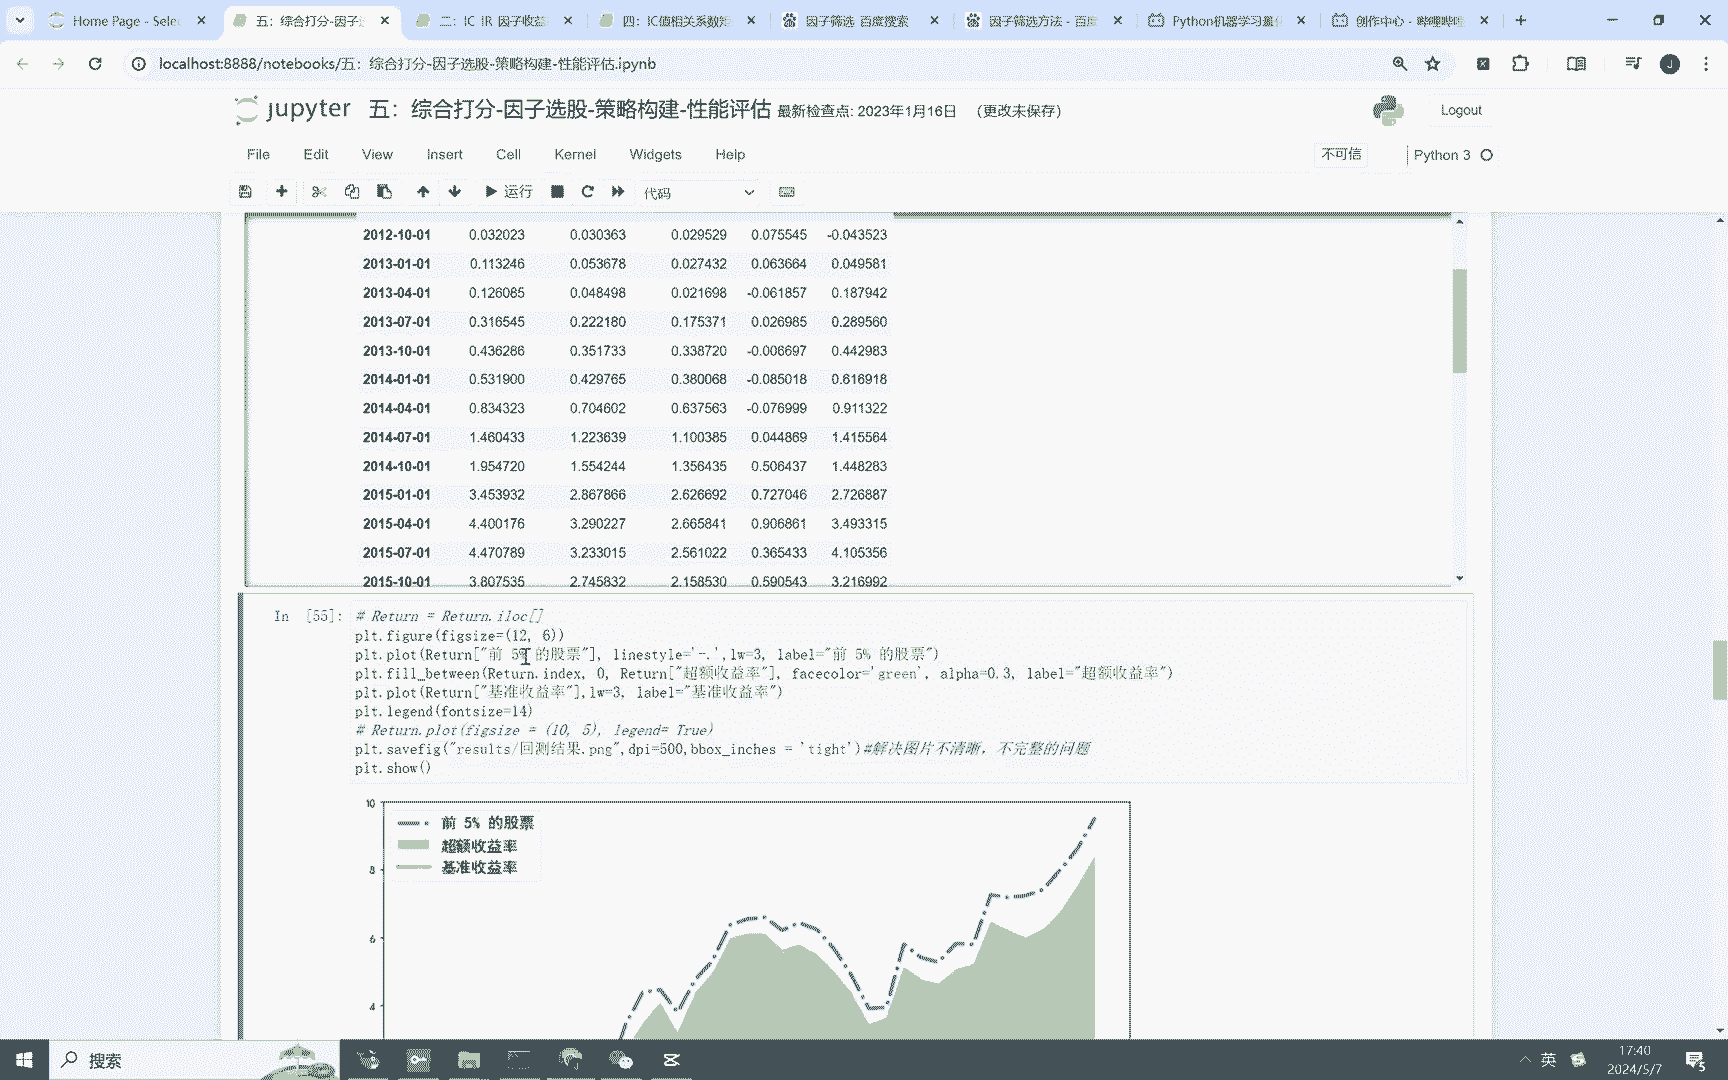 Home Page - Selec
五：综合打分-因子选
二：IC IR 因子收益
四：IC值相关系数矩
因子筛选 百度搜索
因子筛选方法 - 百度
Python机器学习量化
创作中心 - 哔哩哔哩
localhost:8888/notebooks/五：综合打分-因子选股-策略构建-性能评估.ipynb
J
jupyter 五：综合打分-因子选股-策略构建-性能评估 最新检查点: 2023年1月16日 （更改未保存）
Logout
File Edit View Insert Cell Kernel Widgets Help
不可信
Python 3
运行
代码
2012-10-01 0.032023 0.030363 0.029529 0.075545 -0.043523
2013-01-01 0.113246 0.053678 0.027432 0.063664 0.049581
2013-04-01 0.126085 0.048498 0.021698 -0.061857 0.187942
2013-07-01 0.316545 0.222180 0.175371 0.026985 0.289560
2013-10-01 0.436286 0.351733 0.338720 -0.006697 0.442983
2014-01-01 0.531900 0.429765 0.380068 -0.085018 0.616918
2014-04-01 0.834323 0.704602 0.637563 -0.076999 0.911322
2014-07-01 1.460433 1.223639 1.100385 0.044869 1.415564
2014-10-01 1.954720 1.554244 1.356435 0.506437 1.448283
2015-01-01 3.453932 2.867866 2.626692 0.727046 2.726887
2015-04-01 4.400176 3.290227 2.665841 0.906861 3.493315
2015-07-01 4.470789 3.233015 2.561022 0.365433 4.105356
2015-10-01 3.807535 2.745832 2.158530 0.590543 3.216992
In [55]:
# Return = Return.iloc[]
plt.figure(figsize=(12, 6))
plt.plot(Return["前 5% 的股票"], linestyle='-.',lw=3, label="前 5% 的股票")
plt.fill_between(Return.index, 0, Return["超额收益率"], facecolor='green', alpha=0.3, label="超额收益率")
plt.plot(Return["基准收益率"],lw=3, label="基准收益率")
plt.legend(fontsize=14)
# Return.plot(figsize = (10, 5), legend= True)
plt.savefig("results/回测结果.png",dpi=500,bbox_inches = 'tight')#解决图片不清晰，不完整的问题
plt.show()
10
前 5% 的股票
超额收益率
基准收益率
8
6
4
搜索
英
17:40
2024/5/7
5